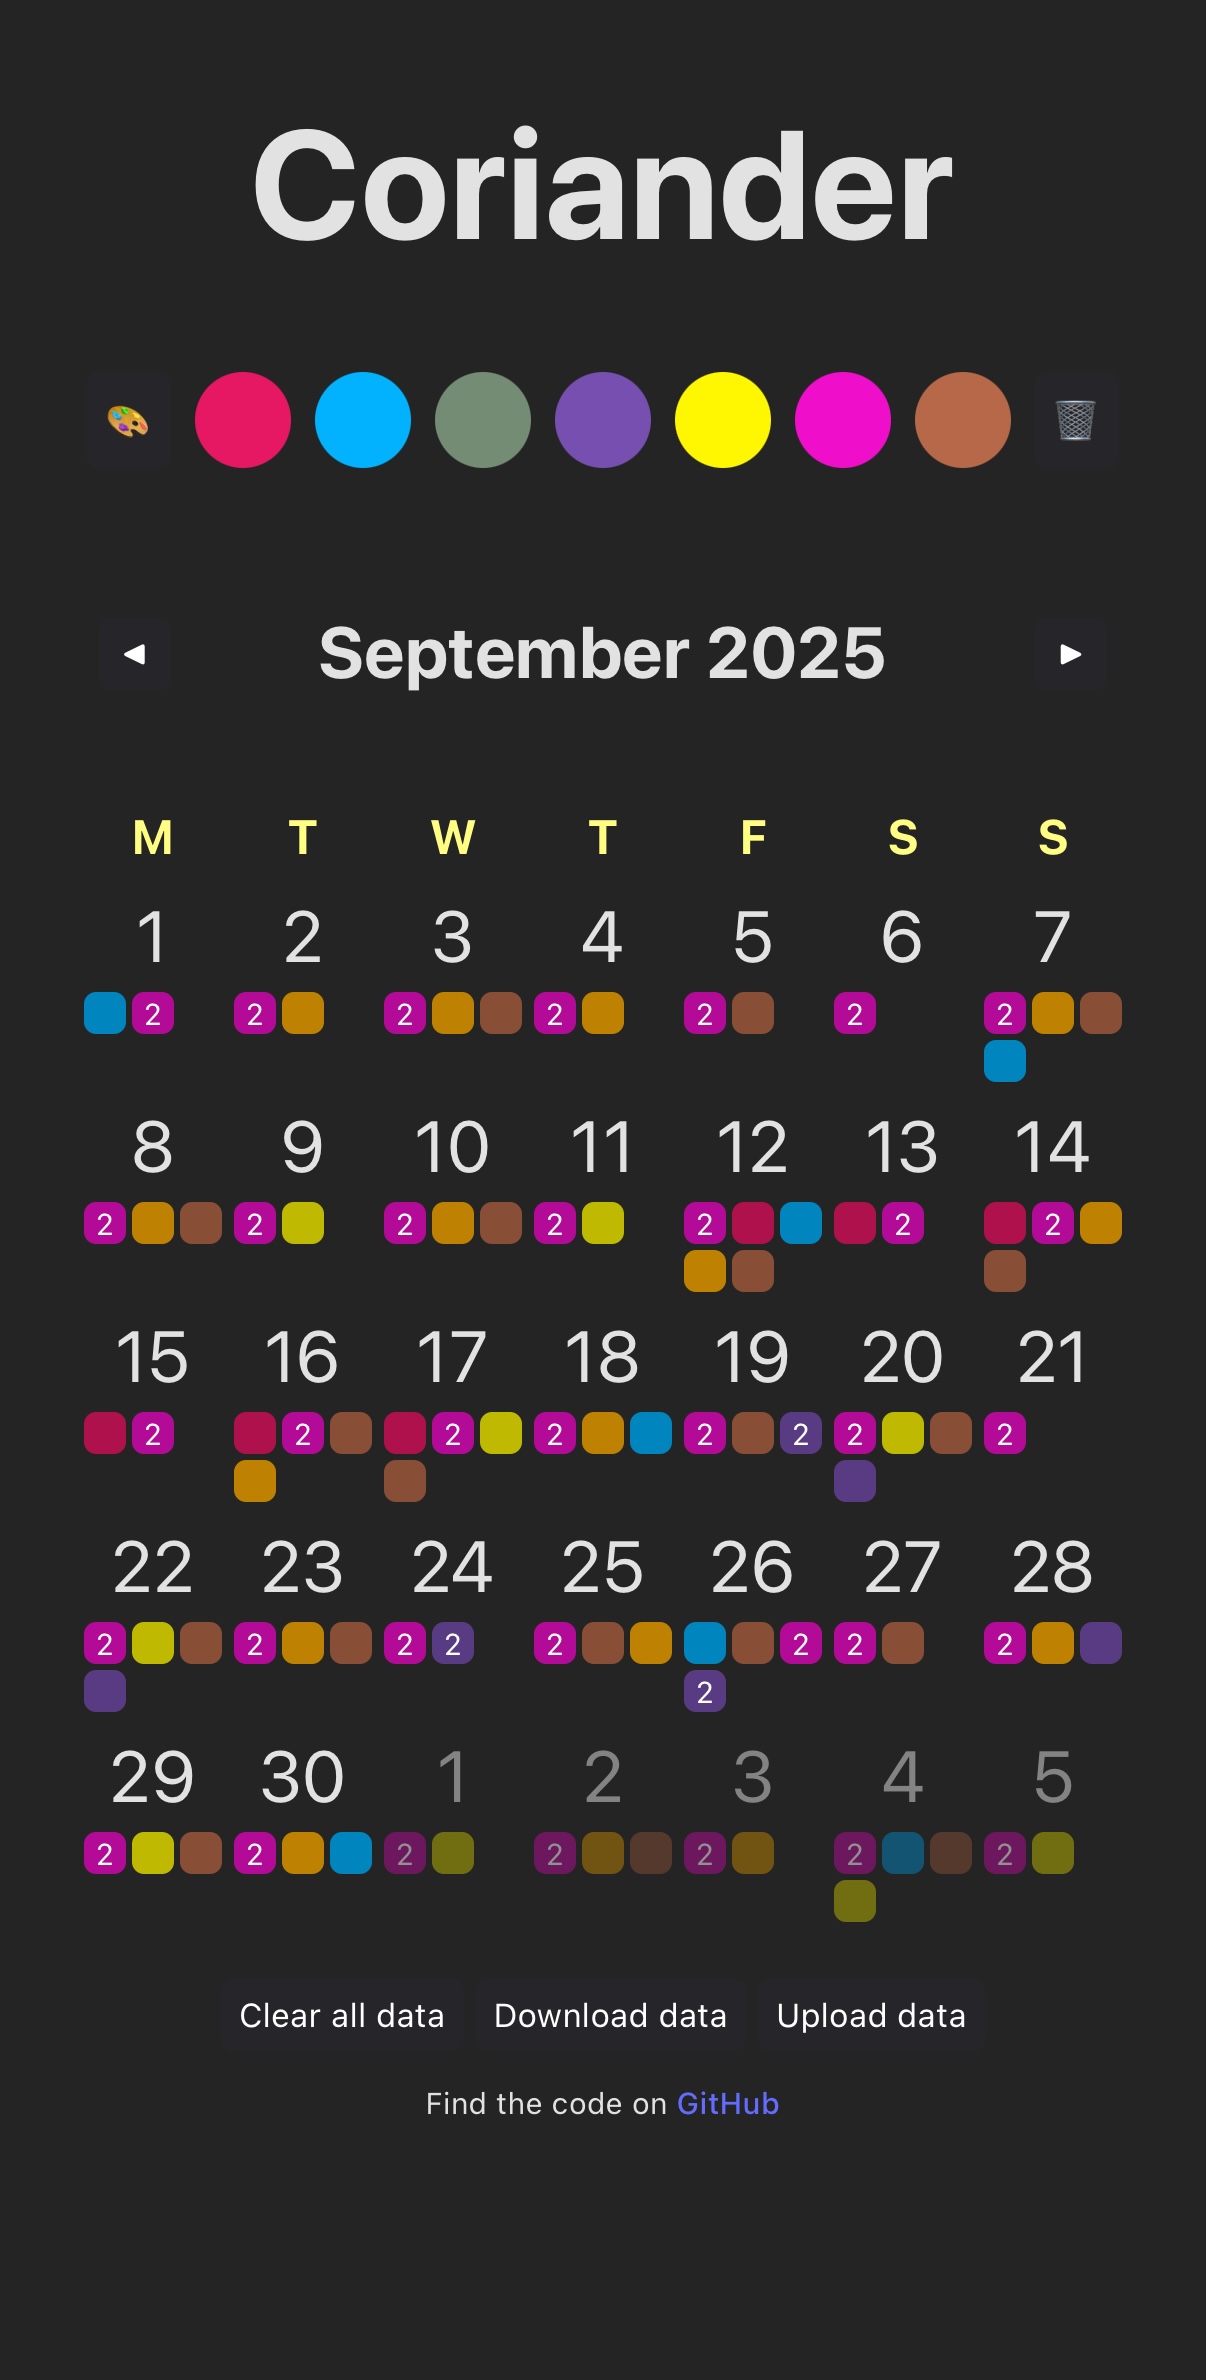 Coriander
September 2025
M T W T F S S
1 2 3 4 5 6 7
2 2 2 2 2 2 2
8 9 10 11 12 13 14
2 2 2 2 2 2 2
15 16 17 18 19 20 21
2 2 2 2 2 2 2 2
22 23 24 25 26 27 28
2 2 2 2 2 2 2 2
2
29 30 1 2 3 4 5
2 2 2 2 2 2 2
Clear all data Download data Upload data
Find the code on GitHub